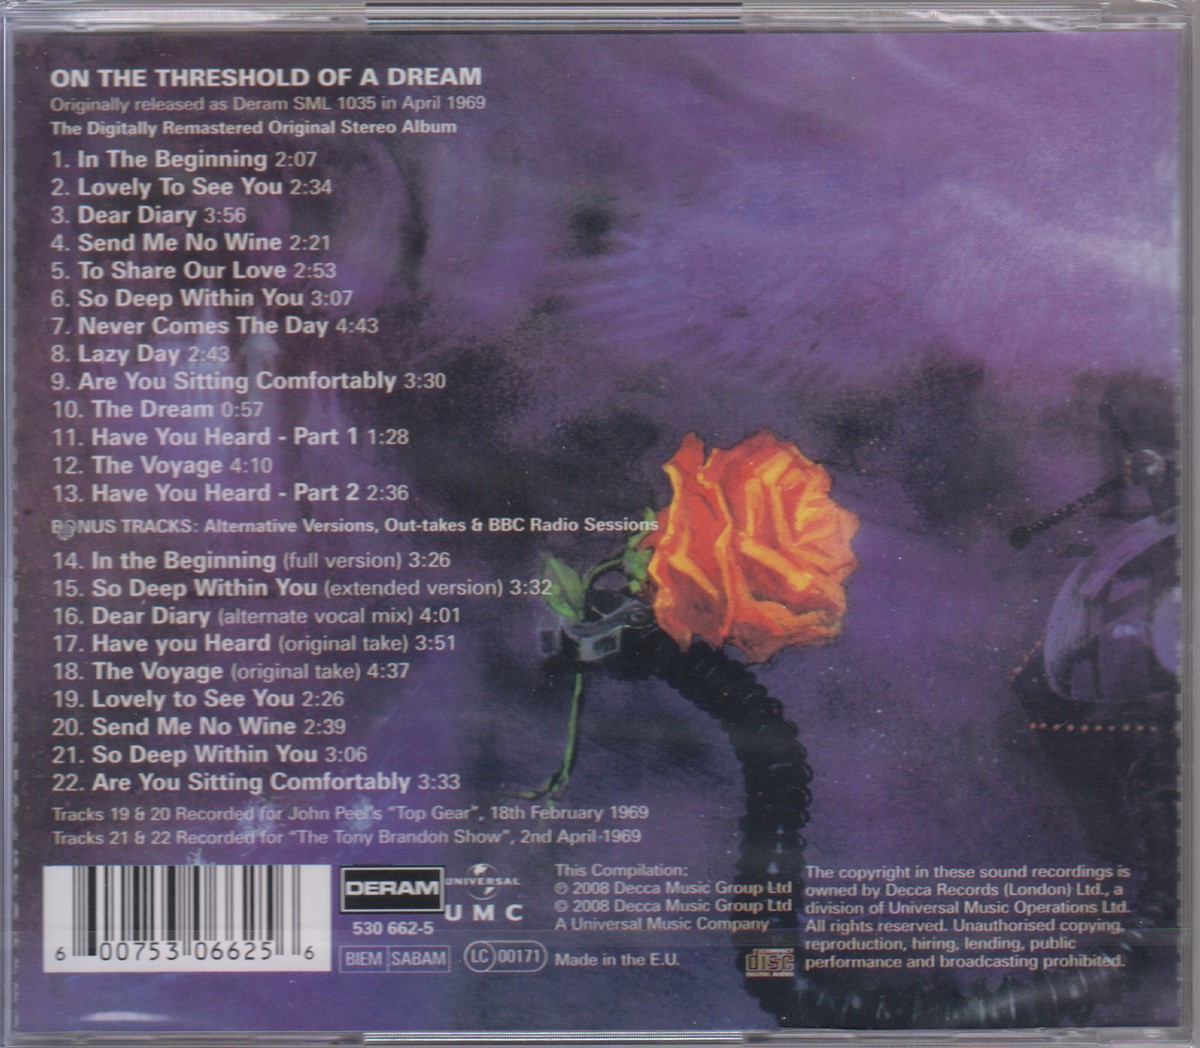 ON THE THRESHOLD OF A DREAM
Originally released as Deram SML 1035 in April 1969
The Digitally Remastered Original Stereo Album
1. In The Beginning 2:07
2. Lovely To See You 2:34
3. Dear Diary 3:56
4. Send Me No Wine 2:21
5. To Share Our Love 2:53
6. So Deep Within You 3:07
7. Never Comes The Day 4:43
8. Lazy Day 2:43
9. Are You Sitting Comfortably 3:30
10. The Dream 0:57
11. Have You Heard - Part 1 1:28
12. The Voyage 4:10
13. Have You Heard - Part 2 2:36
BONUS TRACKS: Alternative Versions, Out-takes & BBC Radio Sessions
14. In the Beginning (full version) 3:26
15. So Deep Within You (extended version) 3:32
16. Dear Diary (alternate vocal mix) 4:01
17. Have you Heard (original take) 3:51
18. The Voyage (original take) 4:37
19. Lovely to See You 2:26
20. Send Me No Wine 2:39
21. So Deep Within You 3:06
22. Are You Sitting Comfortably 3:33
Tracks 19 & 20 Recorded for John Peel's "Top Gear", 18th February 1969
Tracks 21 & 22 Recorded for "The Tony Brandon Show", 2nd April 1969
6 00753 06625 6
DERAM
530 662-5
BIEM SABAM
UNIVERSAL
UMC
LC 00171
This Compilation:
℗ 2008 Decca Music Group Ltd
© 2008 Decca Music Group Ltd
A Universal Music Company
Made in the E.U.
COMPACT
disc
DIGITAL AUDIO
The copyright in these sound recordings is
owned by Decca Records (London) Ltd., a
division of Universal Music Operations Ltd.
All rights reserved. Unauthorised copying,
reproduction, hiring, lending, public
performance and broadcasting prohibited.